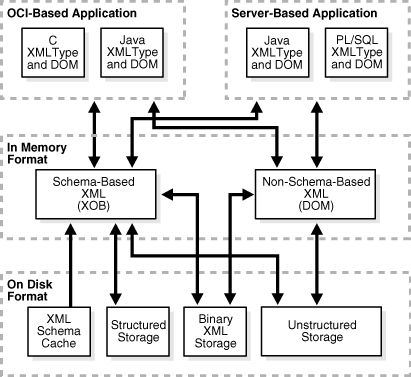 OCI-Based Application
C
XMLType
and DOM
Java
XMLType
and DOM
Server-Based Application
Java
XMLType
and DOM
PL/SQL
XMLType
and DOM
In Memory
Format
Schema-Based
XML
(XOB)
Non-Schema-Based
XML
(DOM)
On Disk
Format
XML
Schema
Cache
Structured
Storage
Binary
XML
Storage
Unstructured
Storage